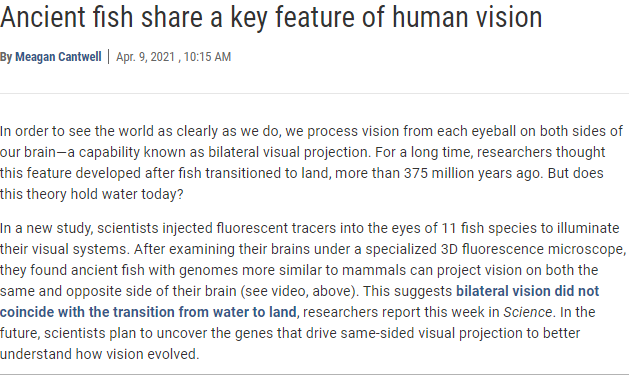 Ancient fish share a key feature of human vision
By Meagan Cantwell | Apr. 9, 2021 , 10:15 AM
In order to see the world as clearly as we do, we process vision from each eyeball on both sides of
our brain—a capability known as bilateral visual projection. For a long time, researchers thought
this feature developed after fish transitioned to land, more than 375 million years ago. But does
this theory hold water today?
In a new study, scientists injected fluorescent tracers into the eyes of 11 fish species to illuminate
their visual systems. After examining their brains under a specialized 3D fluorescence microscope,
they found ancient fish with genomes more similar to mammals can project vision on both the
same and opposite side of their brain (see video, above). This suggests bilateral vision did not
coincide with the transition from water to land, researchers report this week in Science. In the
future, scientists plan to uncover the genes that drive same-sided visual projection to better
understand how vision evolved.